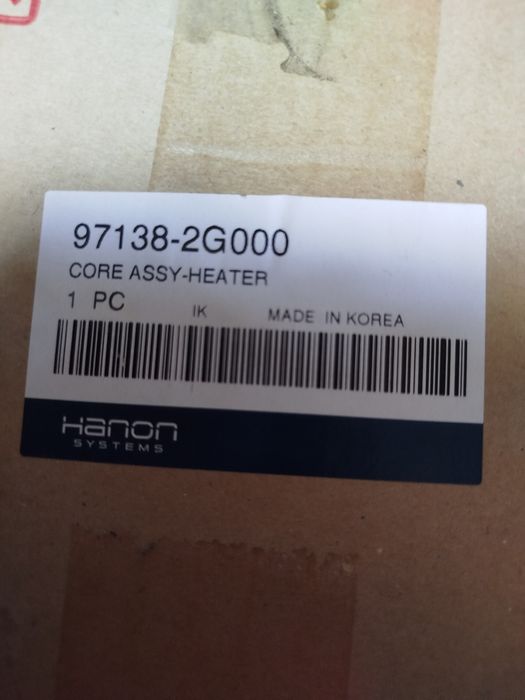 97138-2G000
CORE ASSY-HEATER
1 PC IK MADE IN KOREA
Hanon
SYSTEMS